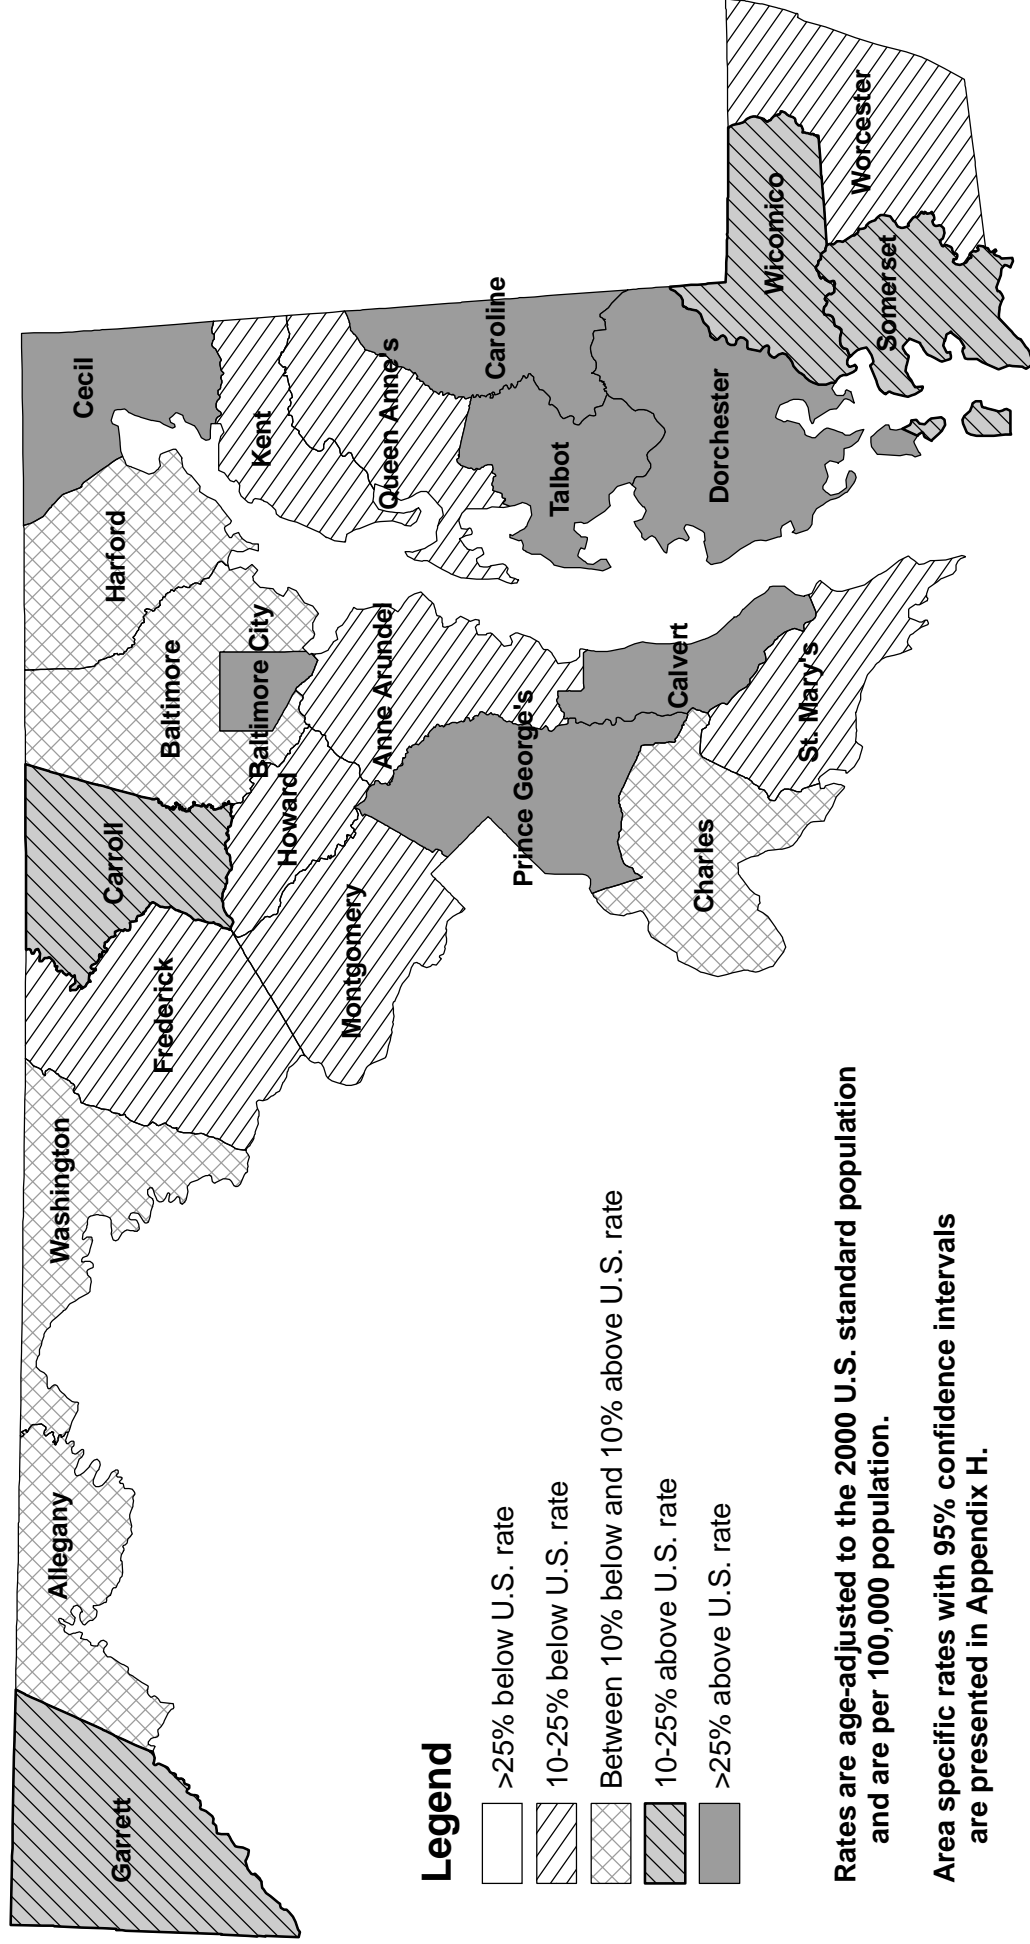 Garrett
Allegany
Washington
Frederick
Carroll
Baltimore
Harford
Cecil
Baltimore City
Howard
Kent
Montgomery
Anne Arundel
Queen Anne's
Prince George's
Caroline
Talbot
Charles
Calvert
Dorchester
St. Mary's
Wicomico
Somerset
Worcester
Legend
>25% below U.S. rate
10-25% below U.S. rate
Between 10% below and 10% above U.S. rate
10-25% above U.S. rate
>25% above U.S. rate
Rates are age-adjusted to the 2000 U.S. standard population
and are per 100,000 population.
Area specific rates with 95% confidence intervals
are presented in Appendix H.